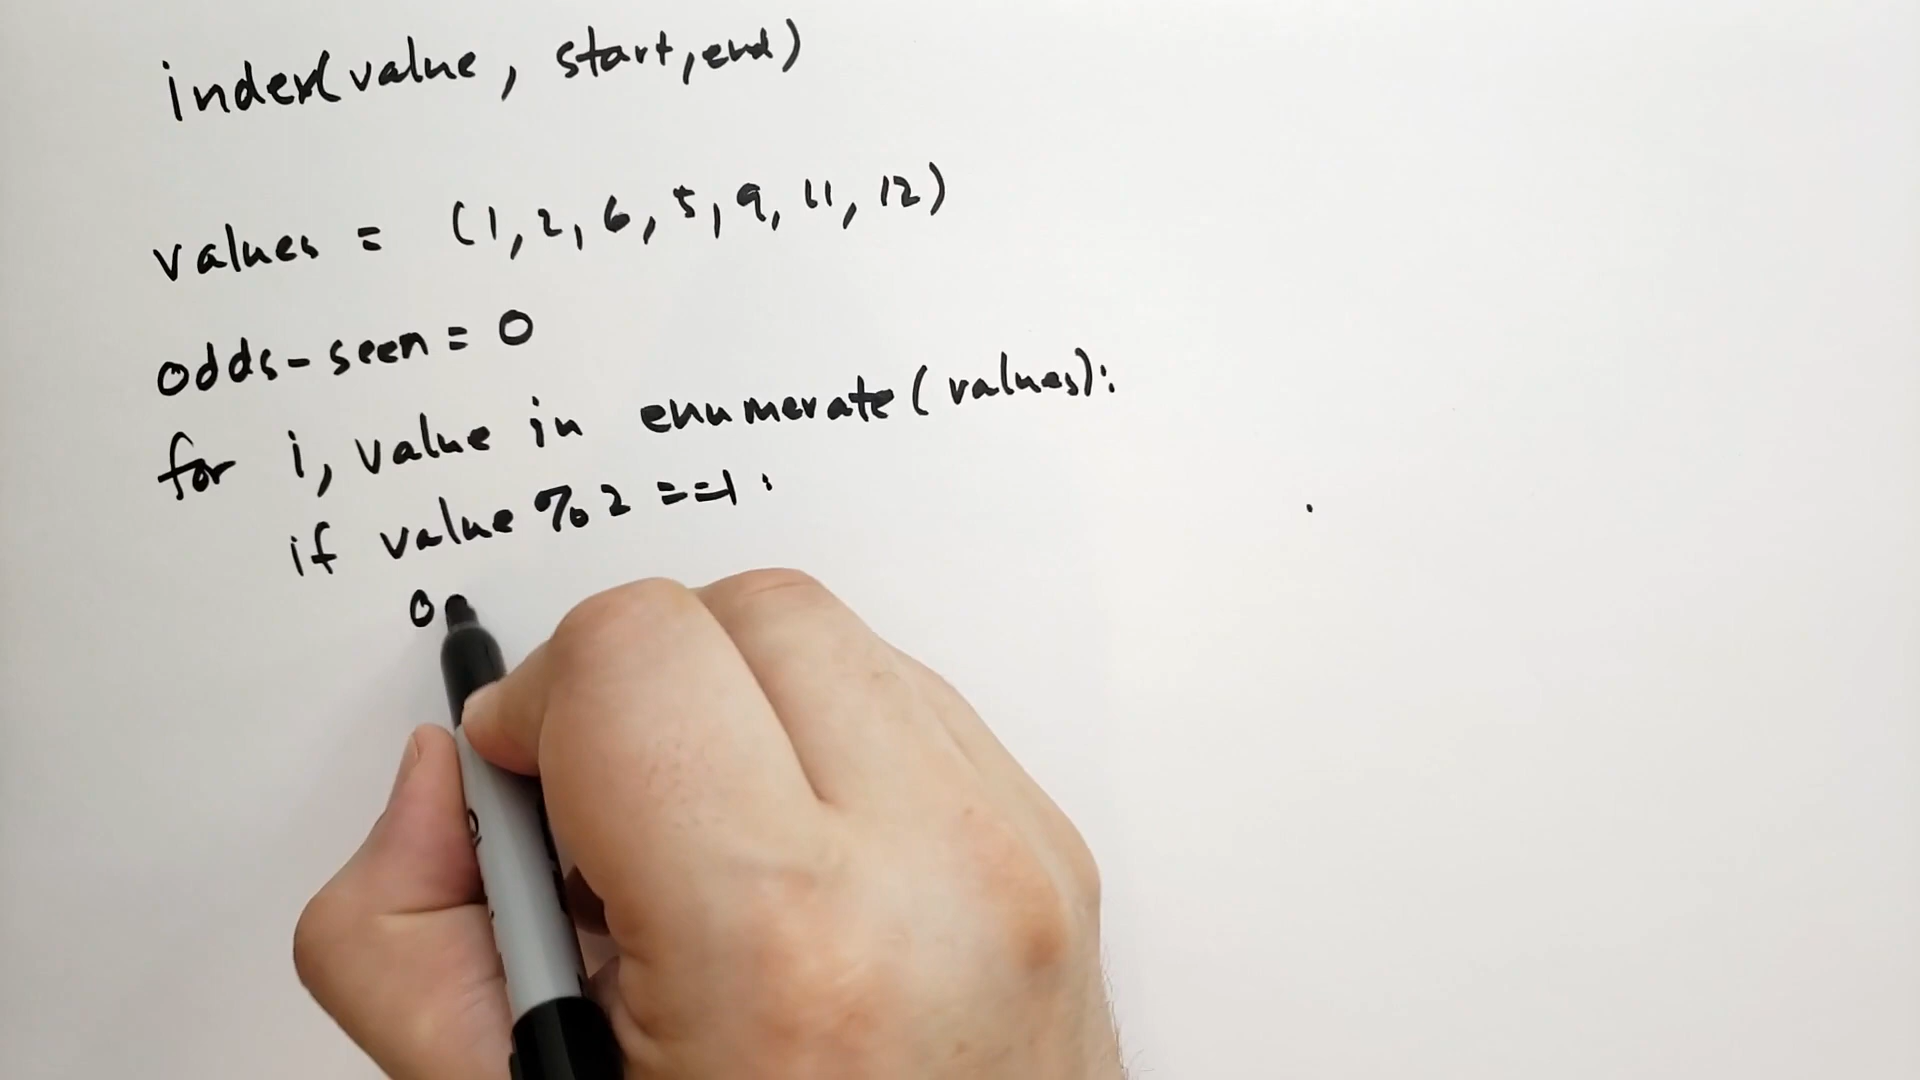 index(value, start, end)
values = (1, 2, 6, 5, 9, 11, 12)
odds-seen = 0
for i, value in enumerate(values):
if value % 2 == 1:
o